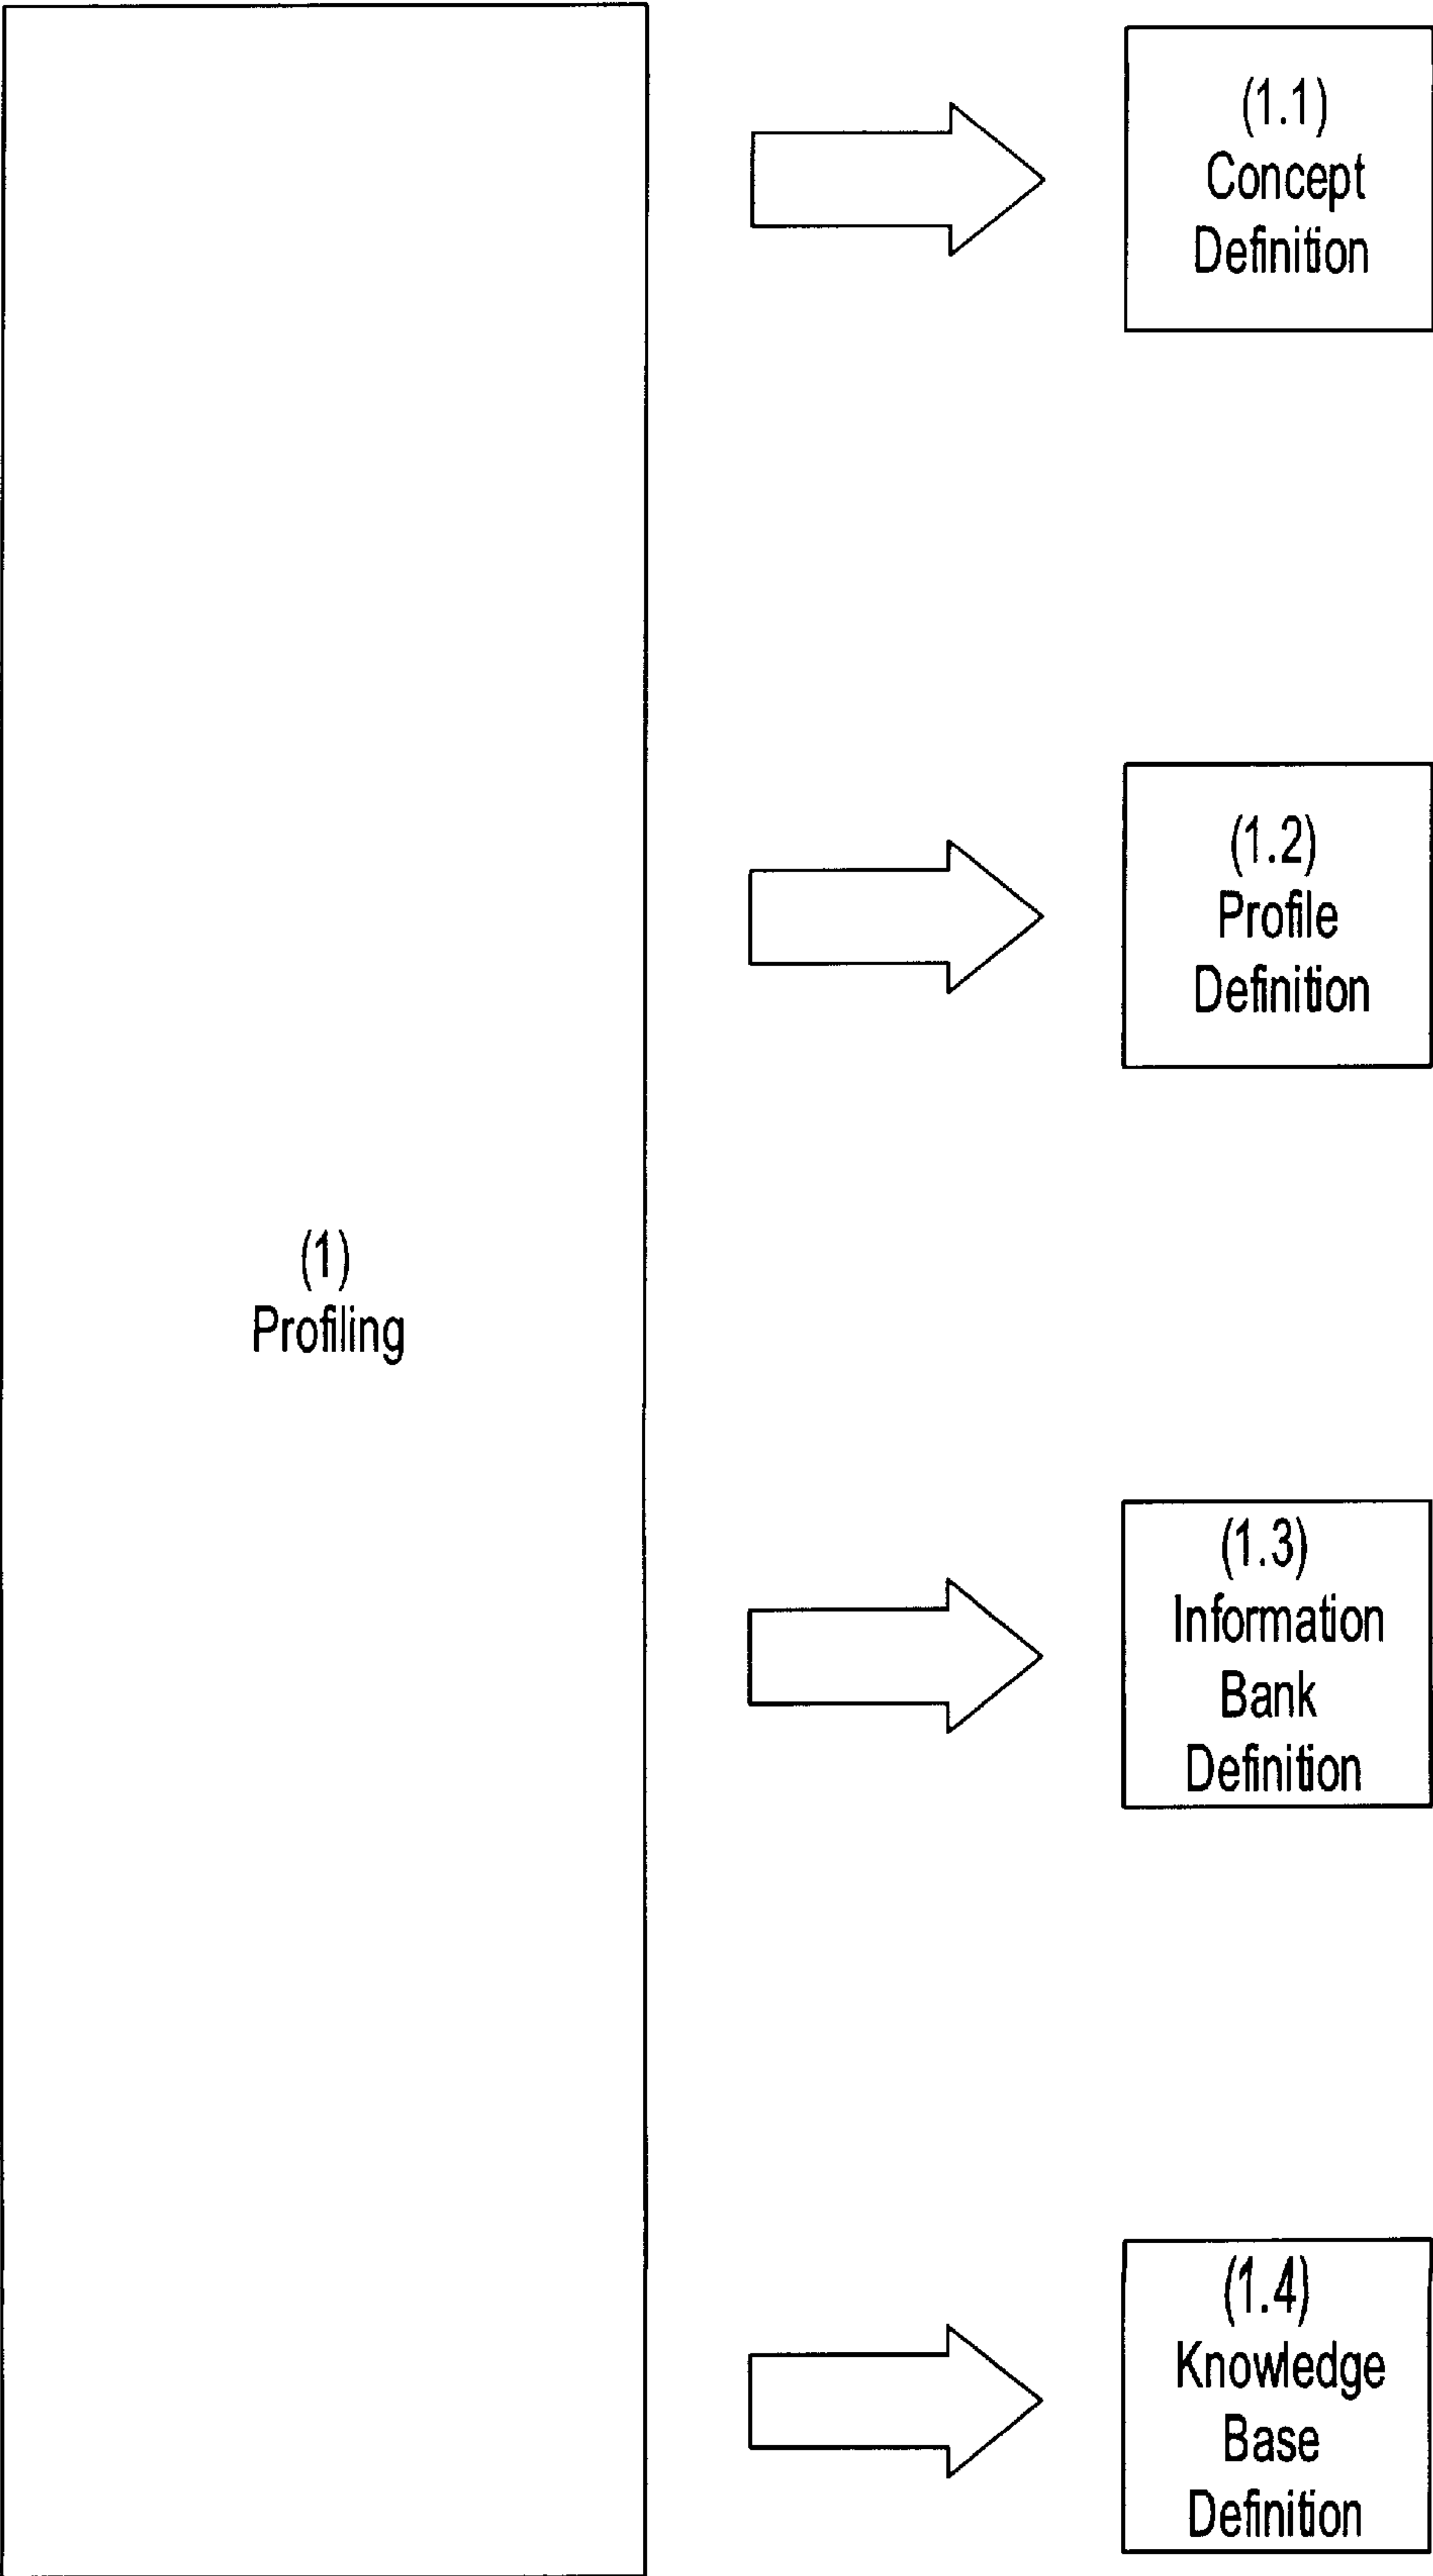 (1)
Profiling
(1.1)
Concept
Definition
(1.2)
Profile
Definition
(1.3)
Information
Bank
Definition
(1.4)
Knowledge
Base
Definition